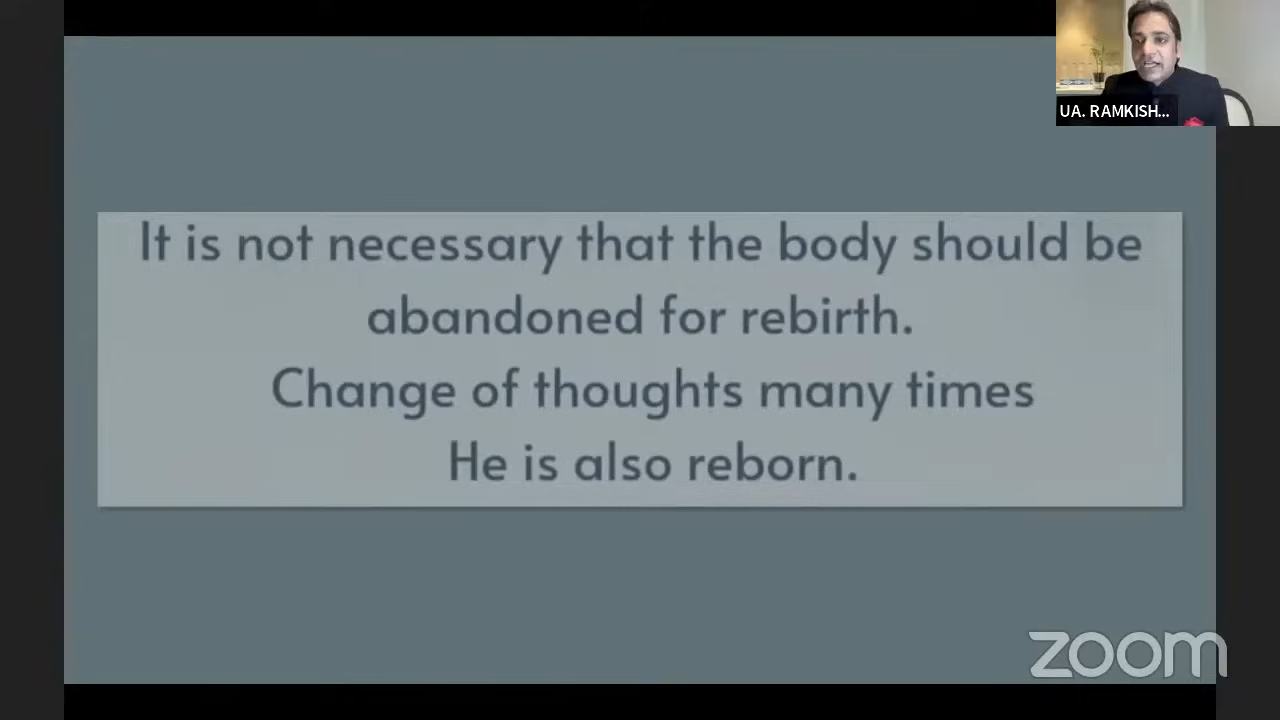 UA. RAMKISH...
It is not necessary that the body should be
abandoned for rebirth.
Change of thoughts many times
He is also reborn.
zoom